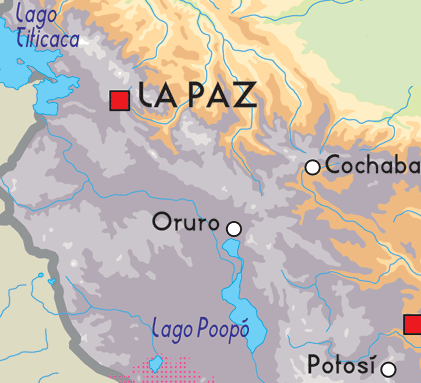 Lago
Titicaca
LA PAZ
Cochaba
Oruro
Lago Poopó
Potosí